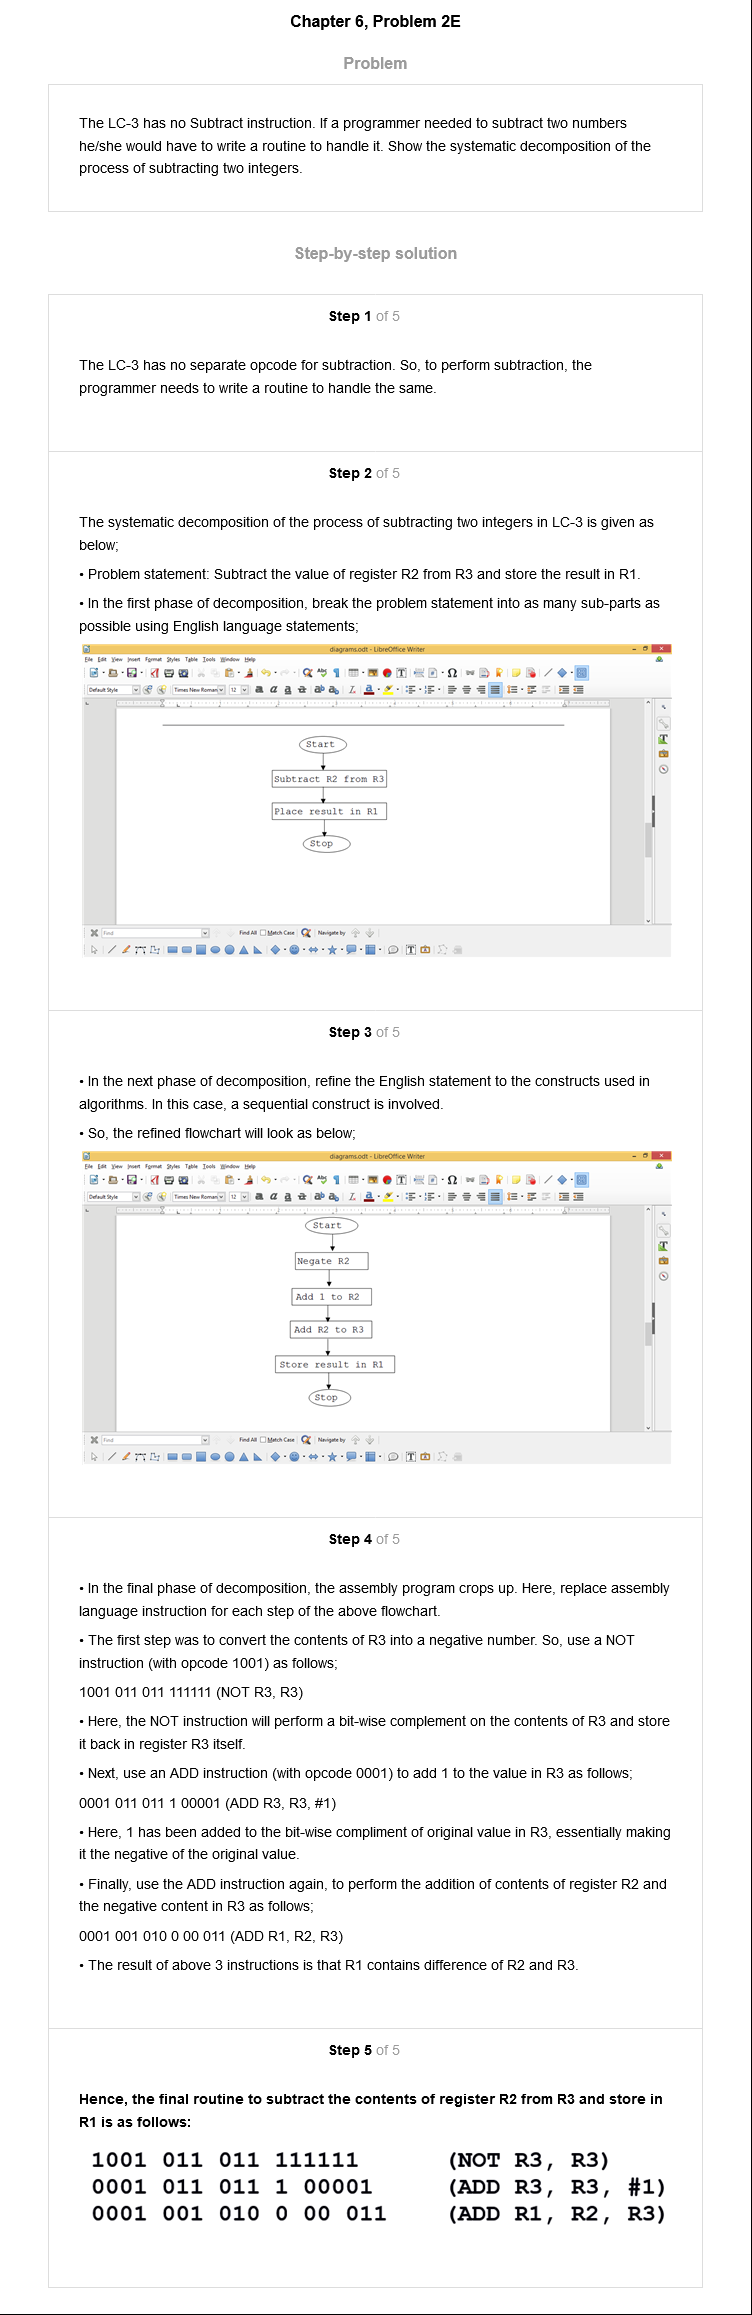 Chapter 6, Problem 2E
Problem
The LC-3 has no Subtract instruction. If a programmer needed to subtract two numbers
he/she would have to write a routine to handle it. Show the systematic decomposition of the
process of subtracting two integers.
Step-by-step solution
Step 1 of 5
The LC-3 has no separate opcode for subtraction. So, to perform subtraction, the
programmer needs to write a routine to handle the same.
Step 2 of 5
The systematic decomposition of the process of subtracting two integers in LC-3 is given as
below;
• Problem statement: Subtract the value of register R2 from R3 and store the result in R1.
• In the first phase of decomposition, break the problem statement into as many sub-parts as
possible using English language statements;
diagrams.odt - LibreOffice Writer
File Edit View Insert Format Styles Table Tools Window Help
Default Style Times New Roman 12
Start
Subtract R2 from R3
Place result in R1
Stop
Find Find All Match Case Navigate by
Step 3 of 5
• In the next phase of decomposition, refine the English statement to the constructs used in
algorithms. In this case, a sequential construct is involved.
• So, the refined flowchart will look as below;
diagrams.odt - LibreOffice Writer
File Edit View Insert Format Styles Table Tools Window Help
Default Style Times New Roman 12
Start
Negate R2
Add 1 to R2
Add R2 to R3
Store result in R1
Stop
Find Find All Match Case Navigate by
Step 4 of 5
• In the final phase of decomposition, the assembly program crops up. Here, replace assembly
language instruction for each step of the above flowchart.
• The first step was to convert the contents of R3 into a negative number. So, use a NOT
instruction (with opcode 1001) as follows;
1001 011 011 111111 (NOT R3, R3)
• Here, the NOT instruction will perform a bit-wise complement on the contents of R3 and store
it back in register R3 itself.
• Next, use an ADD instruction (with opcode 0001) to add 1 to the value in R3 as follows;
0001 011 011 1 00001 (ADD R3, R3, #1)
• Here, 1 has been added to the bit-wise compliment of original value in R3, essentially making
it the negative of the original value.
• Finally, use the ADD instruction again, to perform the addition of contents of register R2 and
the negative content in R3 as follows;
0001 001 010 0 00 011 (ADD R1, R2, R3)
• The result of above 3 instructions is that R1 contains difference of R2 and R3.
Step 5 of 5
Hence, the final routine to subtract the contents of register R2 from R3 and store in
R1 is as follows:
1001 011 011 111111 (NOT R3, R3)
0001 011 011 1 00001 (ADD R3, R3, #1)
0001 001 010 0 00 011 (ADD R1, R2, R3)